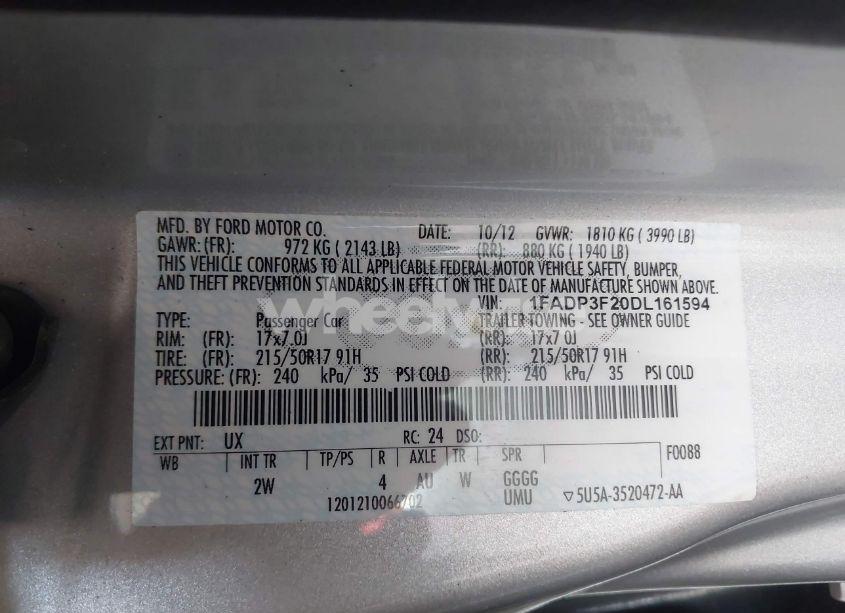 MFD. BY FORD MOTOR CO. DATE: 10/12 GVWR: 1810 KG ( 3990 LB)
GAWR: (FR): 972 KG ( 2143 LB) (RR): 880 KG ( 1940 LB)
THIS VEHICLE CONFORMS TO ALL APPLICABLE FEDERAL MOTOR VEHICLE SAFETY, BUMPER,
AND THEFT PREVENTION STANDARDS IN EFFECT ON THE DATE OF MANUFACTURE SHOWN ABOVE.
VIN: 1FADP3F20DL161594
TYPE: Passenger Car TRAILER TOWING - SEE OWNER GUIDE
RIM: (FR) 17x7.0J (RR): 17x7.0J
TIRE: (FR) 215/50R17 91H (RR) 215/50R17 91H
PRESSURE: (FR): 240 kPa/ 35 PSI COLD (RR): 240 kPa/ 35 PSI COLD
EXT PNT: UX RC: 24 DSO: F0088
WB INT TR TP/PS R AXLE TR SPR
2W 4 AU W GGGG
1201210066702 UMU ▽5U5A-3520472-AA